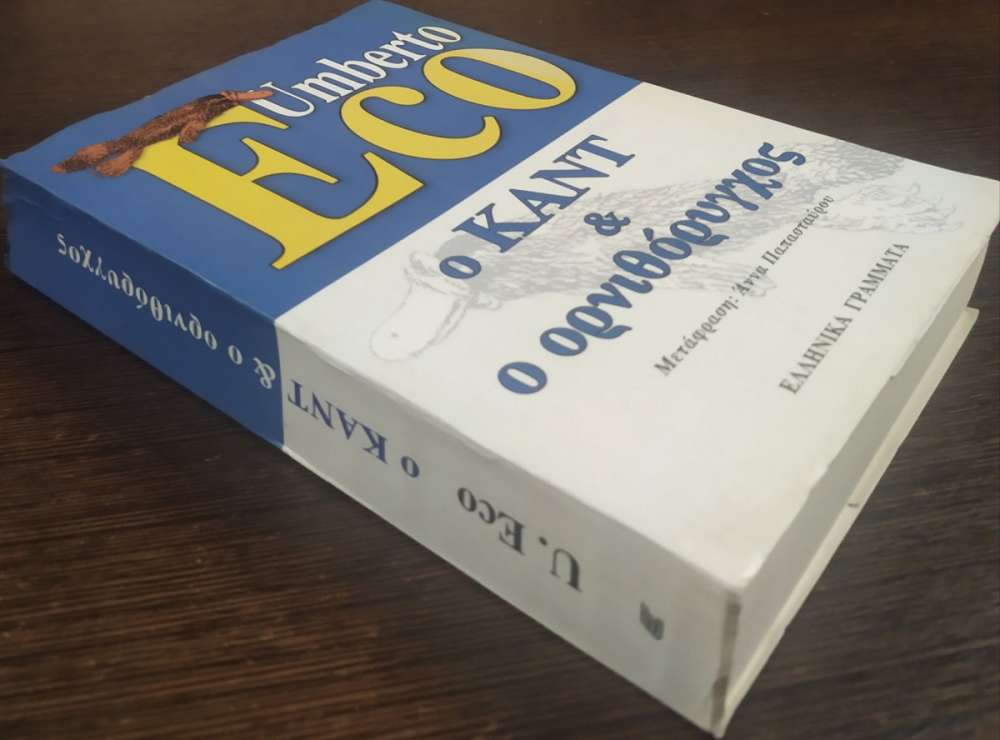 Umberto
ECO
ο ΚΑΝΤ
&
ο ορνιθόρυγχος
Μετάφραση: Άννα Παπασταύρου
ΕΛΛΗΝΙΚΑ ΓΡΑΜΜΑΤΑ
U. Eco ο ΚΑΝΤ & ο ορνιθόρυγχος